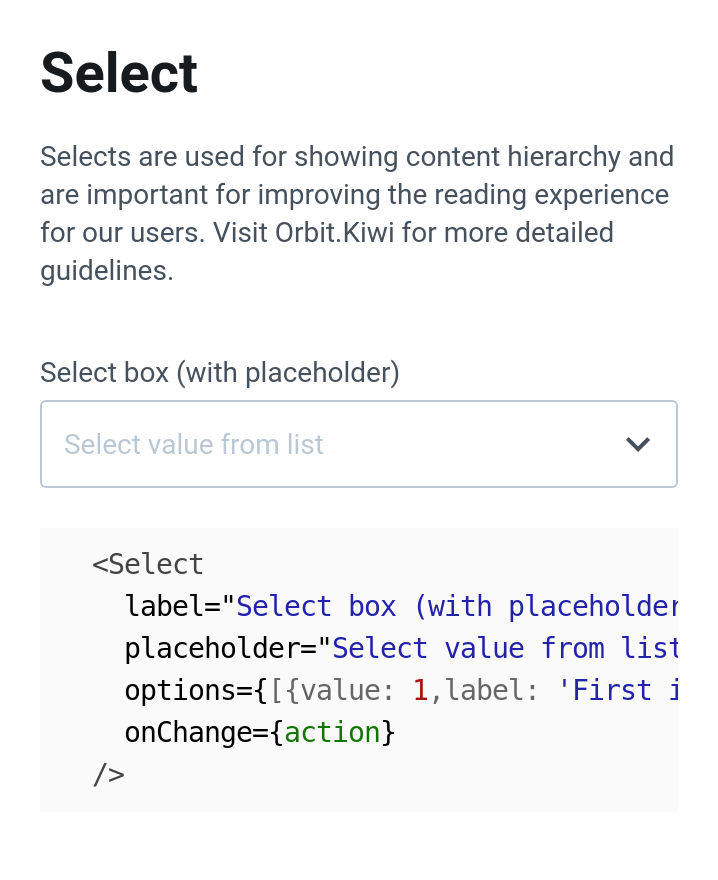 Select
Selects are used for showing content hierarchy and
are important for improving the reading experience
for our users. Visit Orbit.Kiwi for more detailed
guidelines.
Select box (with placeholder)
Select value from list
<Select
label="Select box (with placeholder
placeholder="Select value from list
options={[{value: 1,label: 'First i
onChange={action}
/>